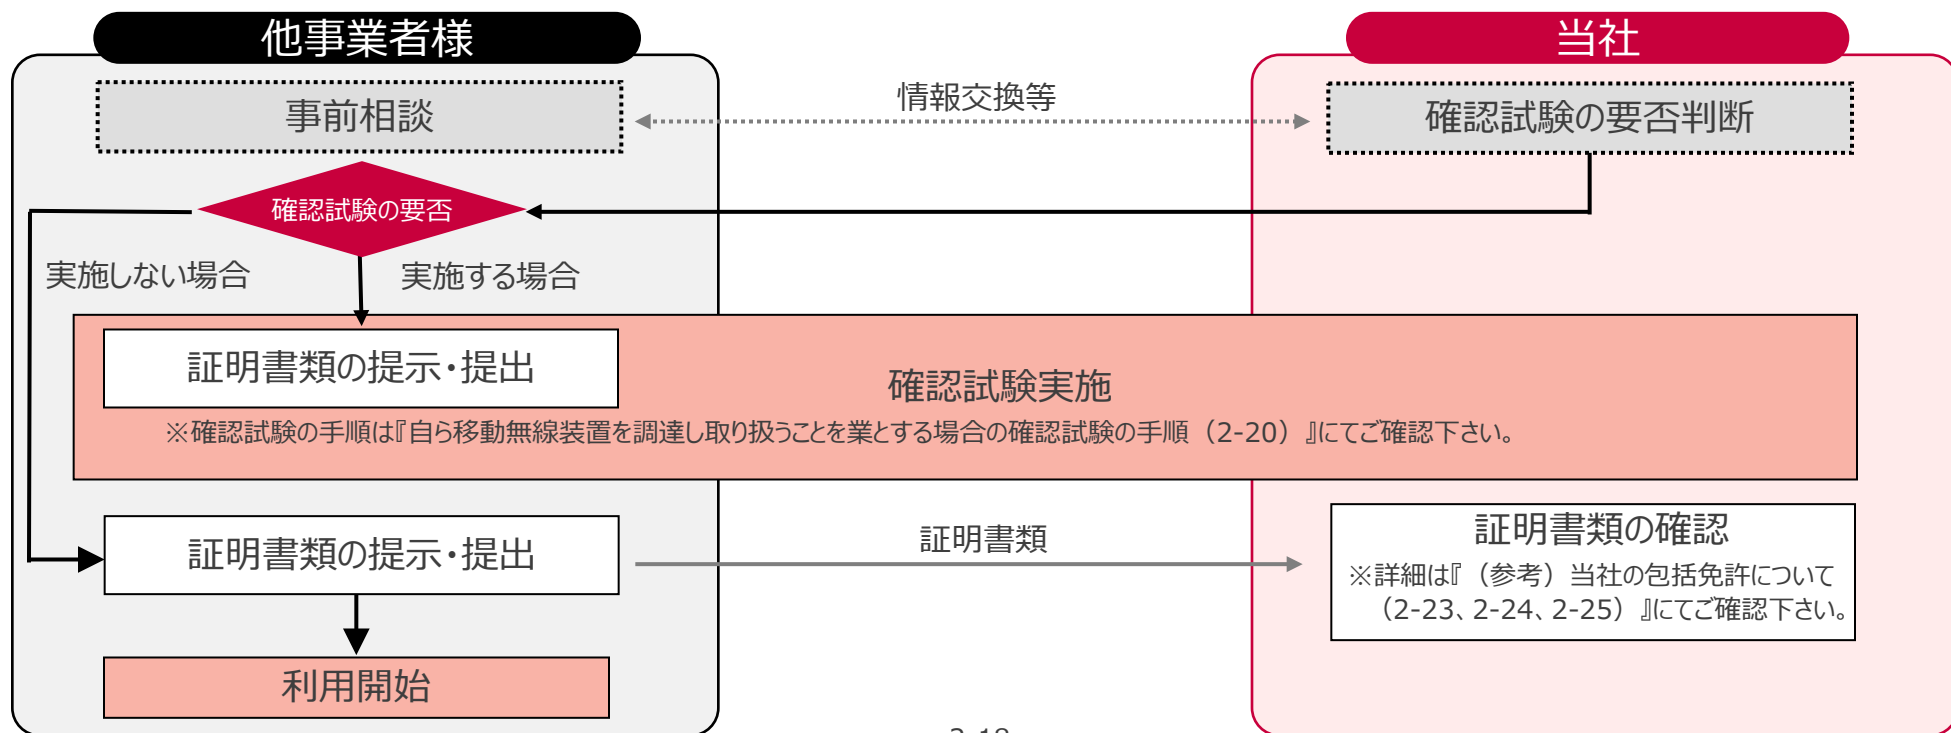 他事業者様
当社
事前相談
情報交換等
確認試験の要否判断
確認試験の要否
実施しない場合
実施する場合
証明書類の提示・提出
確認試験実施
※確認試験の手順は『自ら移動無線装置を調達し取り扱うことを業とする場合の確認試験の手順（2-20）』にてご確認下さい。
証明書類の提示・提出
証明書類
証明書類の確認
※詳細は『（参考）当社の包括免許について
（2-23、2-24、2-25）』にてご確認下さい。
利用開始
2-18